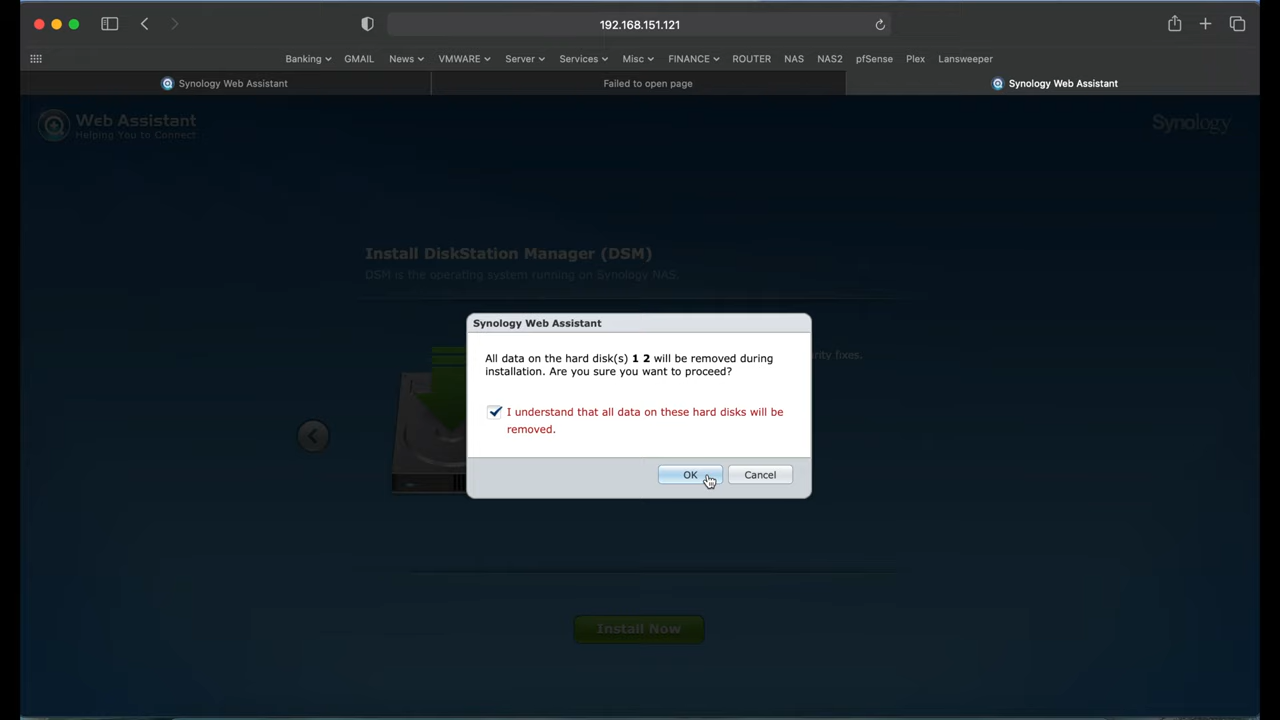 192.168.151.121
Banking GMAIL News VMWARE Server Services Misc FINANCE ROUTER NAS NAS2 pfSense Plex Lansweeper
Synology Web Assistant Failed to open page Synology Web Assistant
Web Assistant
Helping You to Connect
Synology
Install DiskStation Manager (DSM)
DSM is the operating system running on Synology NAS.
Synology Web Assistant
All data on the hard disk(s) 1 2 will be removed during
installation. Are you sure you want to proceed?
fixes.
I understand that all data on these hard disks will be
removed.
OK Cancel
Install Now